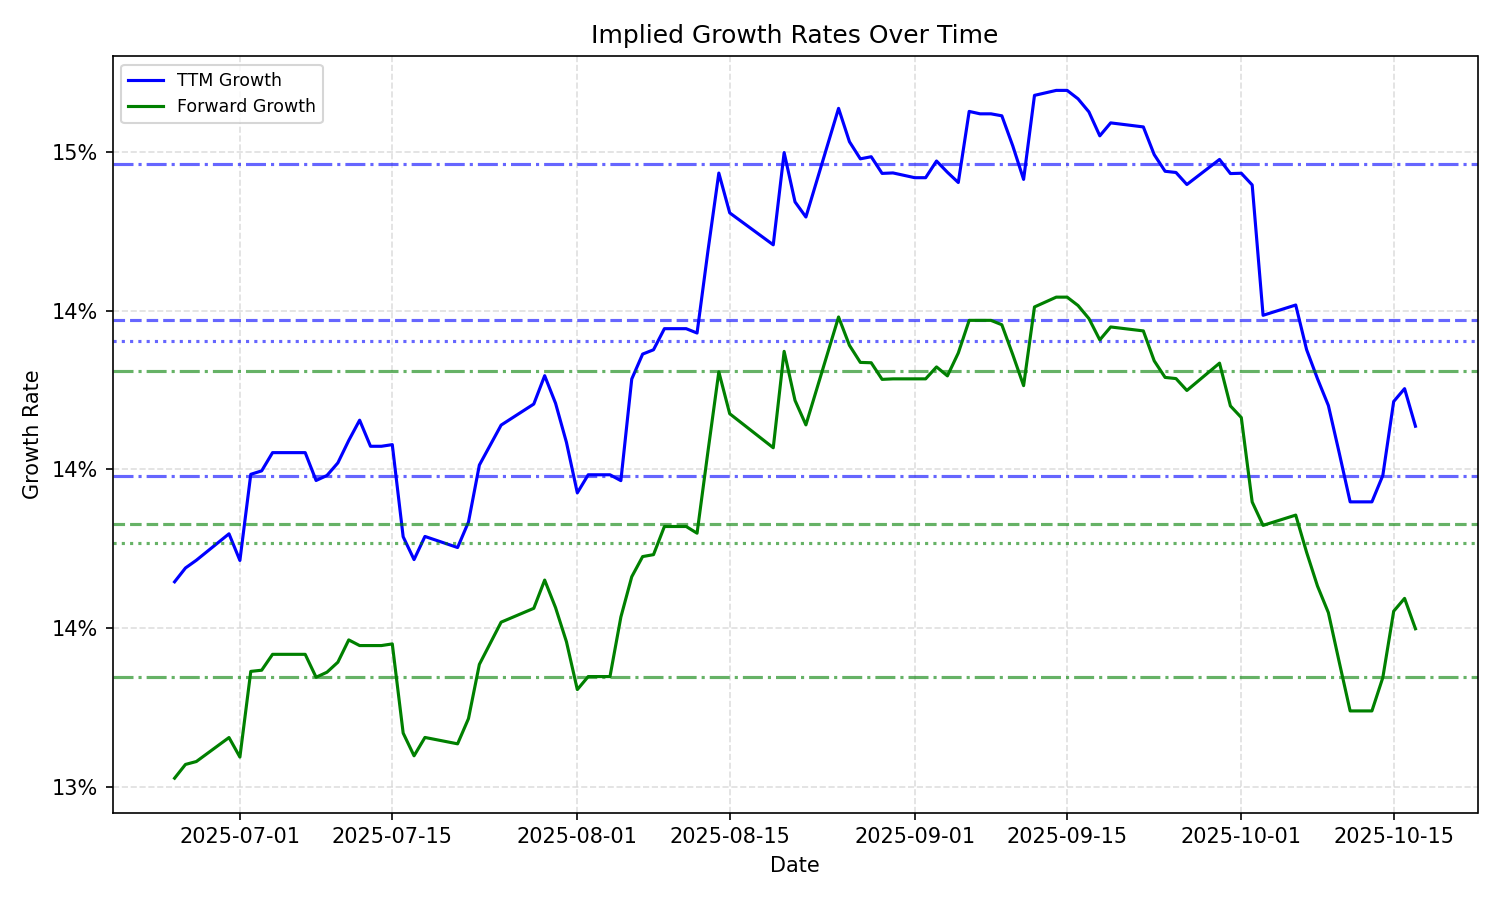 Implied Growth Rates Over Time
TTM Growth
Forward Growth
Growth Rate
15%
14%
14%
14%
13%
2025-07-01
2025-07-15
2025-08-01
2025-08-15
2025-09-01
2025-09-15
2025-10-01
2025-10-15
Date